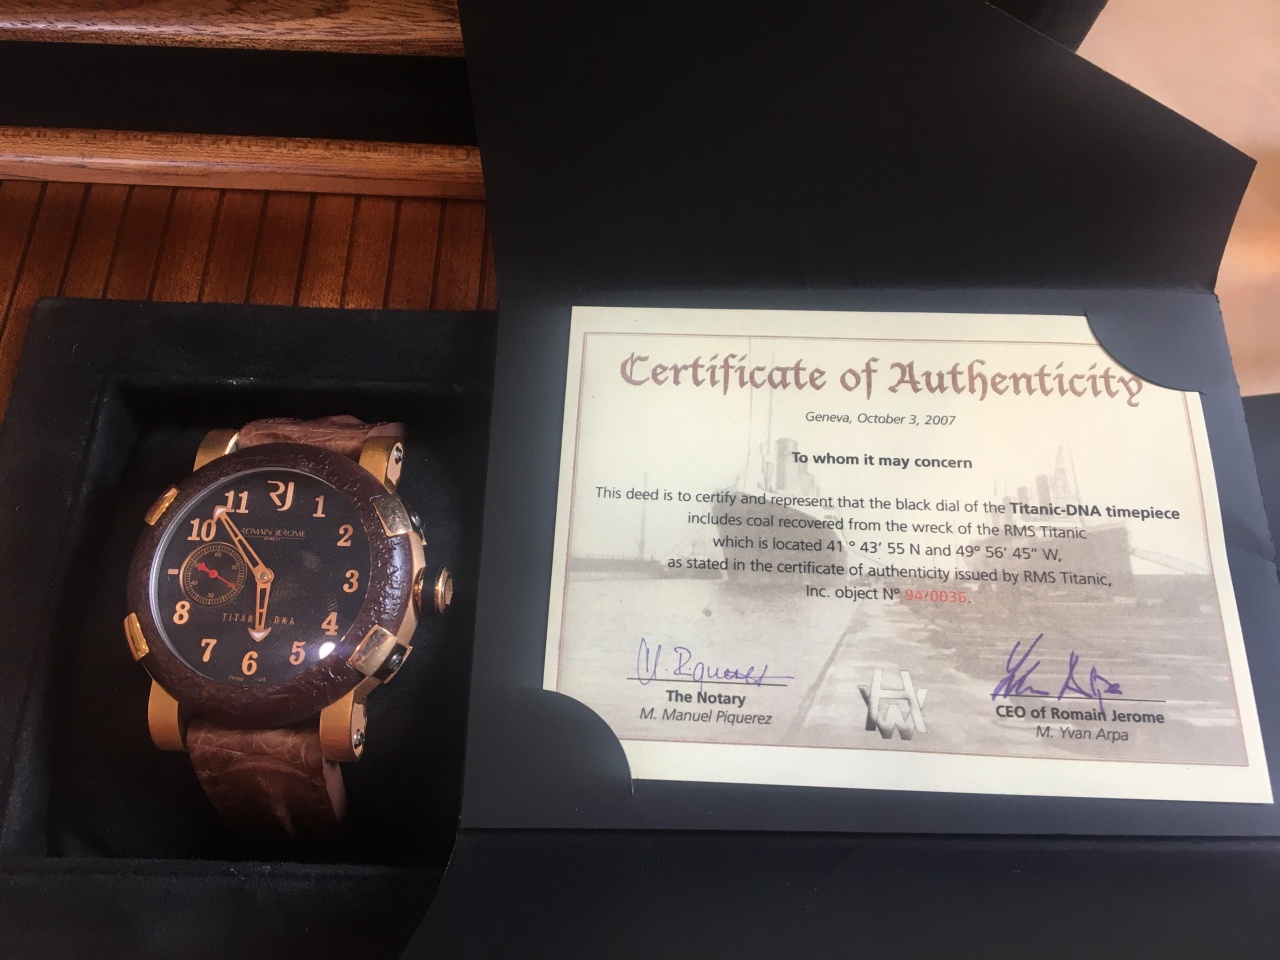 RJ
ROMAIN JEROME
11
1
10
2
3
8
4
7
5
6
Certificate of Authenticity
Geneva, October 3, 2007
To whom it may concern
This deed is to certify and represent that the black dial of the Titanic-DNA timepiece
includes coal recovered from the wreck of the RMS Titanic
which is located 41 ° 43' 55 N and 49° 56' 45" W,
as stated in the certificate of authenticity issued by RMS Titanic,
Inc. object N° 94/0036.
The Notary
M. Manuel Piquerez
CEO of Romain Jerome
M. Yvan Arpa